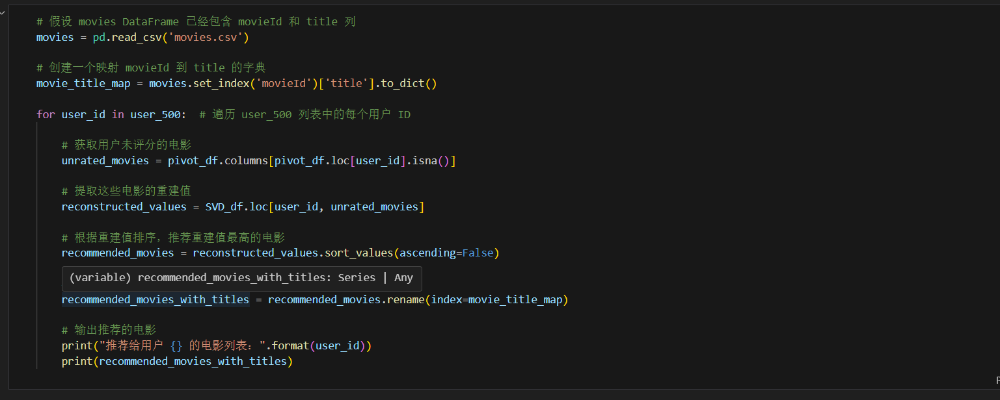 # 假设 movies DataFrame 已经包含 movieId 和 title 列
movies = pd.read_csv('movies.csv')
# 创建一个映射 movieId 到 title 的字典
movie_title_map = movies.set_index('movieId')['title'].to_dict()
for user_id in user_500:  # 遍历 user_500 列表中的每个用户 ID
    # 获取用户未评分的电影
    unrated_movies = pivot_df.columns[pivot_df.loc[user_id].isna()]
    # 提取这些电影的重建值
    reconstructed_values = SVD_df.loc[user_id, unrated_movies]
    # 根据重建值排序，推荐重建值最高的电影
    recommended_movies = reconstructed_values.sort_values(ascending=False)
(variable) recommended_movies_with_titles: Series | Any
    recommended_movies_with_titles = recommended_movies.rename(index=movie_title_map)
    # 输出推荐的电影
    print("推荐给用户 {} 的电影列表：".format(user_id))
    print(recommended_movies_with_titles)